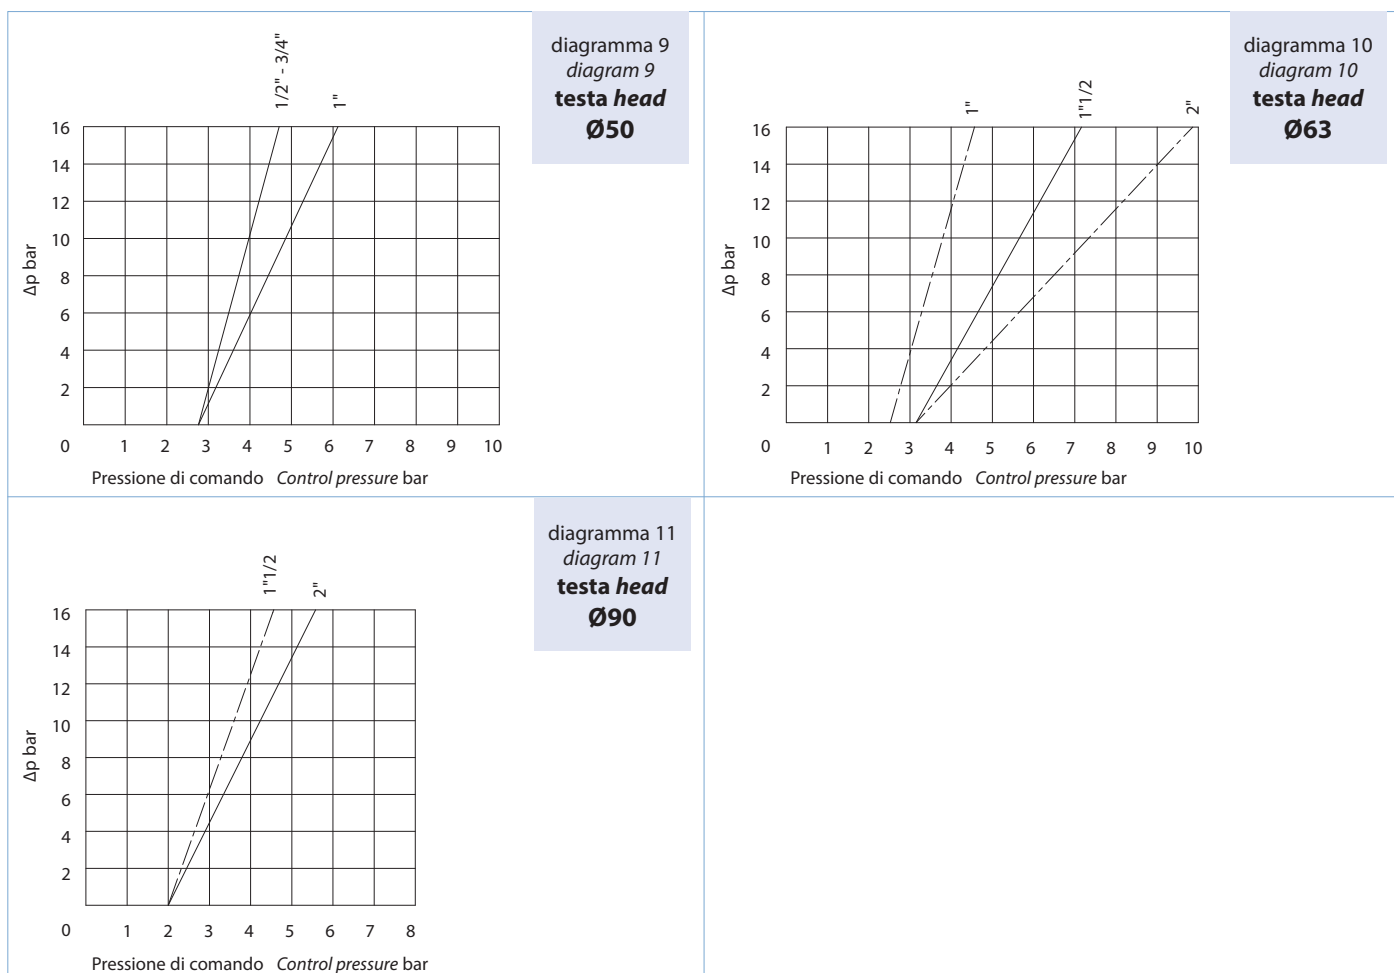 diagramma 9
diagram 9
testa head
Ø50
1/2" - 3/4"
1"
16
14
12
10
8
6
4
2
0
Δp bar
1 2 3 4 5 6 7 8 9 10
Pressione di comando Control pressure bar
diagramma 10
diagram 10
testa head
Ø63
1"
1"1/2
2"
16
14
12
10
8
6
4
2
0
Δp bar
1 2 3 4 5 6 7 8 9 10
Pressione di comando Control pressure bar
diagramma 11
diagram 11
testa head
Ø90
1"1/2
2"
16
14
12
10
8
6
4
2
0
Δp bar
1 2 3 4 5 6 7 8
Pressione di comando Control pressure bar